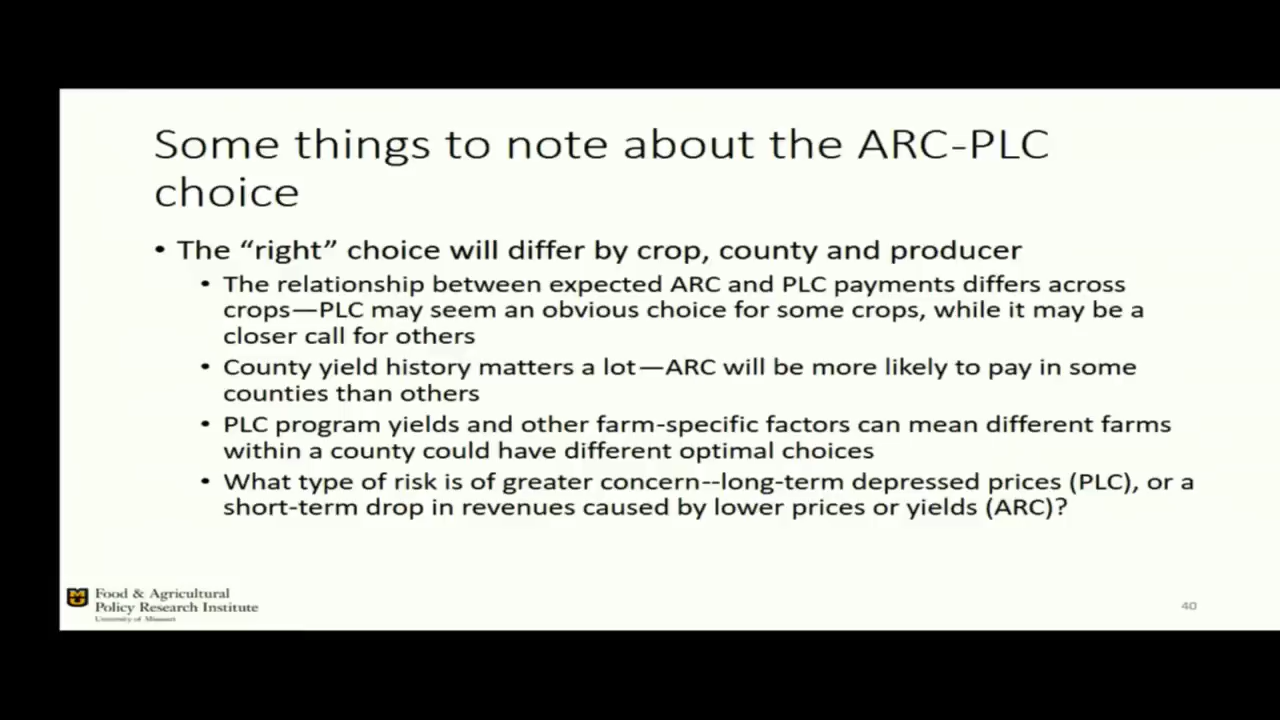 Some things to note about the ARC-PLC
choice
• The “right” choice will differ by crop, county and producer
• The relationship between expected ARC and PLC payments differs across
crops—PLC may seem an obvious choice for some crops, while it may be a
closer call for others
• County yield history matters a lot—ARC will be more likely to pay in some
counties than others
• PLC program yields and other farm-specific factors can mean different farms
within a county could have different optimal choices
• What type of risk is of greater concern--long-term depressed prices (PLC), or a
short-term drop in revenues caused by lower prices or yields (ARC)?
Food & Agricultural
Policy Research Institute
University of Missouri
40